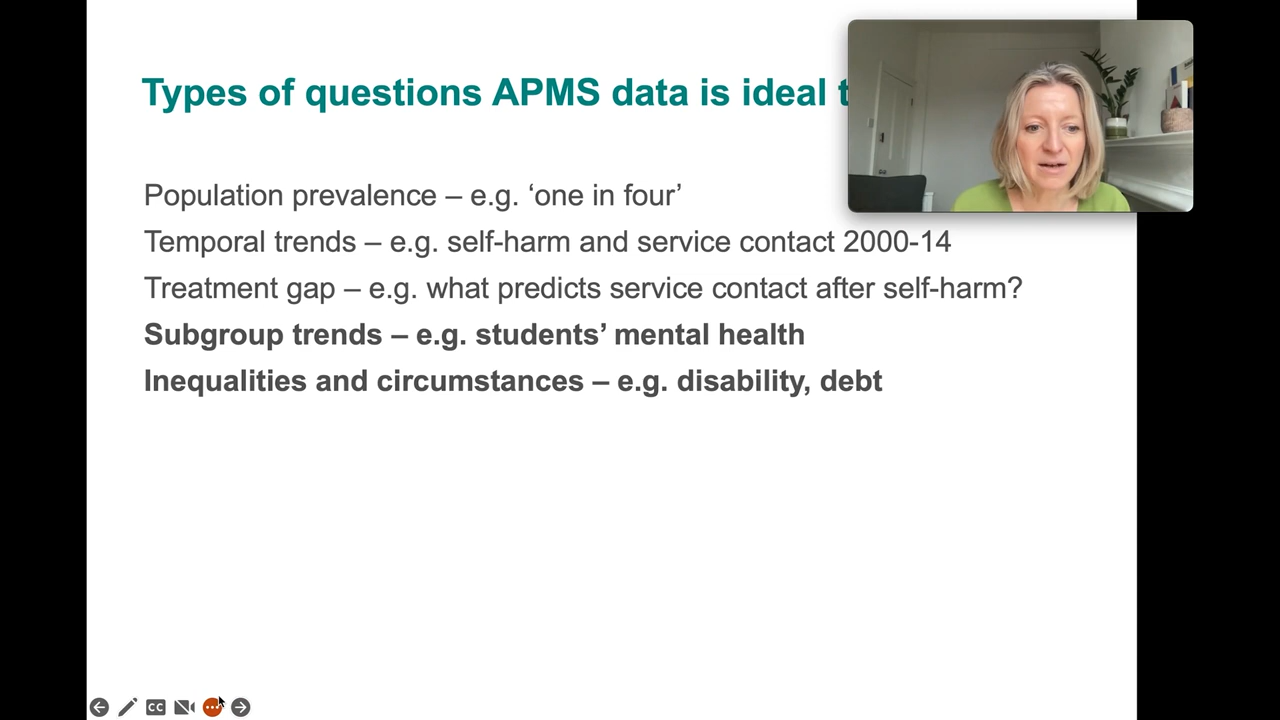 Types of questions APMS data is ideal t
Population prevalence – e.g. ‘one in four’
Temporal trends – e.g. self-harm and service contact 2000-14
Treatment gap – e.g. what predicts service contact after self-harm?
Subgroup trends – e.g. students’ mental health
Inequalities and circumstances – e.g. disability, debt
CC